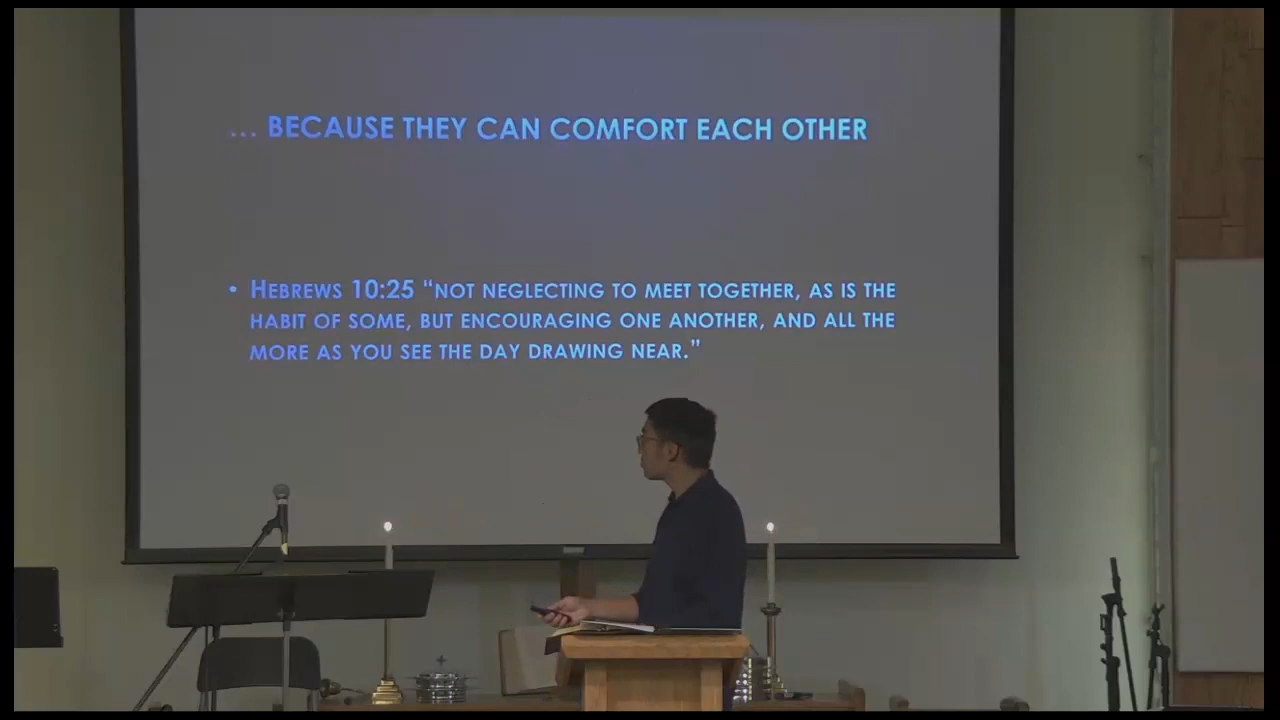 ... BECAUSE THEY CAN COMFORT EACH OTHER
• HEBREWS 10:25 “NOT NEGLECTING TO MEET TOGETHER, AS IS THE
HABIT OF SOME, BUT ENCOURAGING ONE ANOTHER, AND ALL THE
MORE AS YOU SEE THE DAY DRAWING NEAR.”